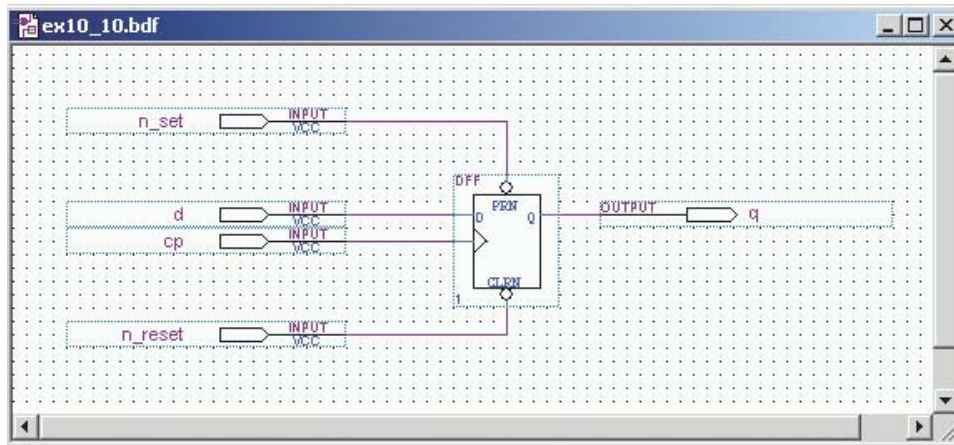 ex10_10.bdf
n_set
INPUT
VCC
DFF
PRN
d
INPUT
VCC
D
Q
OUTPUT
q
cp
INPUT
VCC
CLRN
1
n_reset
INPUT
VCC